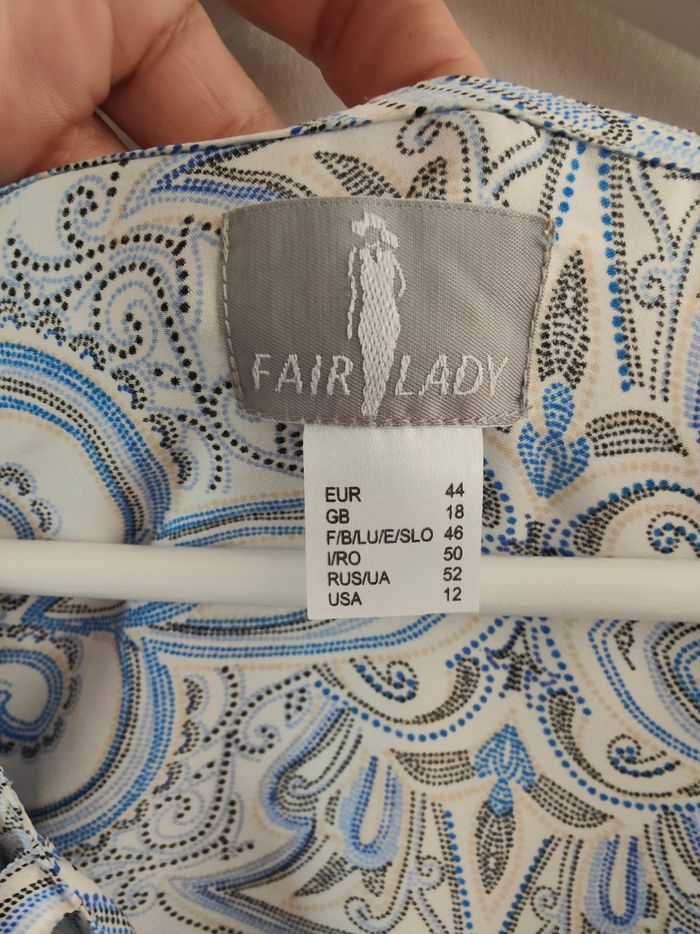 FAIR LADY
EUR 44
GB 18
F/B/LU/E/SLO 46
I/RO 50
RUS/UA 52
USA 12